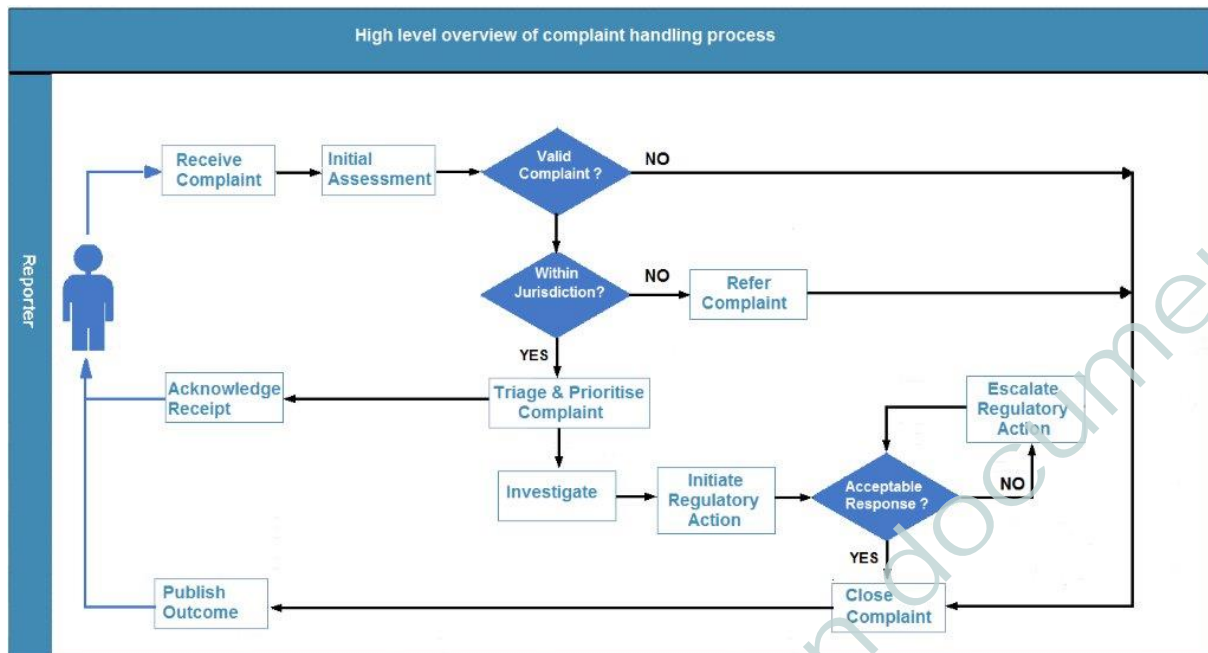 High level overview of complaint handling process
Reporter
Receive
Complaint
Initial
Assessment
Valid
Complaint ?
NO
Within
Jurisdiction?
NO
Refer
Complaint
YES
Acknowledge
Receipt
Triage & Prioritise
Complaint
Escalate
Regulatory
Action
Investigate
Initiate
Regulatory
Action
Acceptable
Response ?
NO
YES
Publish
Outcome
Close
Complaint